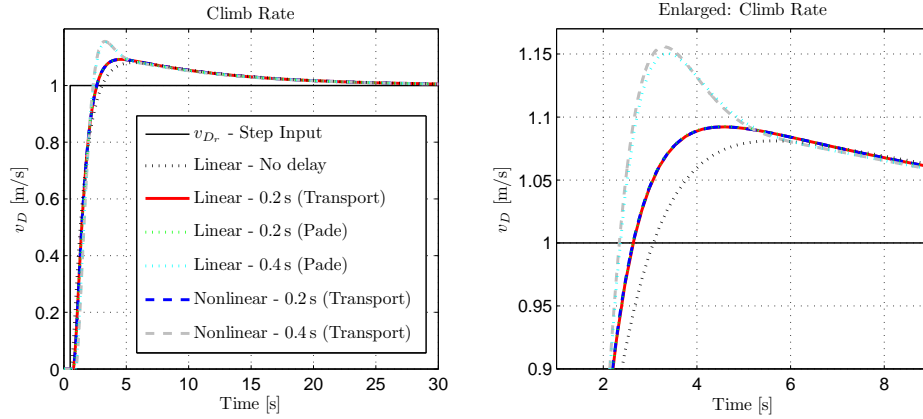 Climb Rate
v_D [m/s]
1
0.8
0.6
0.4
0.2
0
v_{D_r} - Step Input
Linear - No delay
Linear - 0.2 s (Transport)
Linear - 0.2 s (Pade)
Linear - 0.4 s (Pade)
Nonlinear - 0.2 s (Transport)
Nonlinear - 0.4 s (Transport)
0 5 10 15 20 25 30
Time [s]
Enlarged: Climb Rate
v_D [m/s]
1.15
1.1
1.05
1
0.95
0.9
2 4 6 8
Time [s]